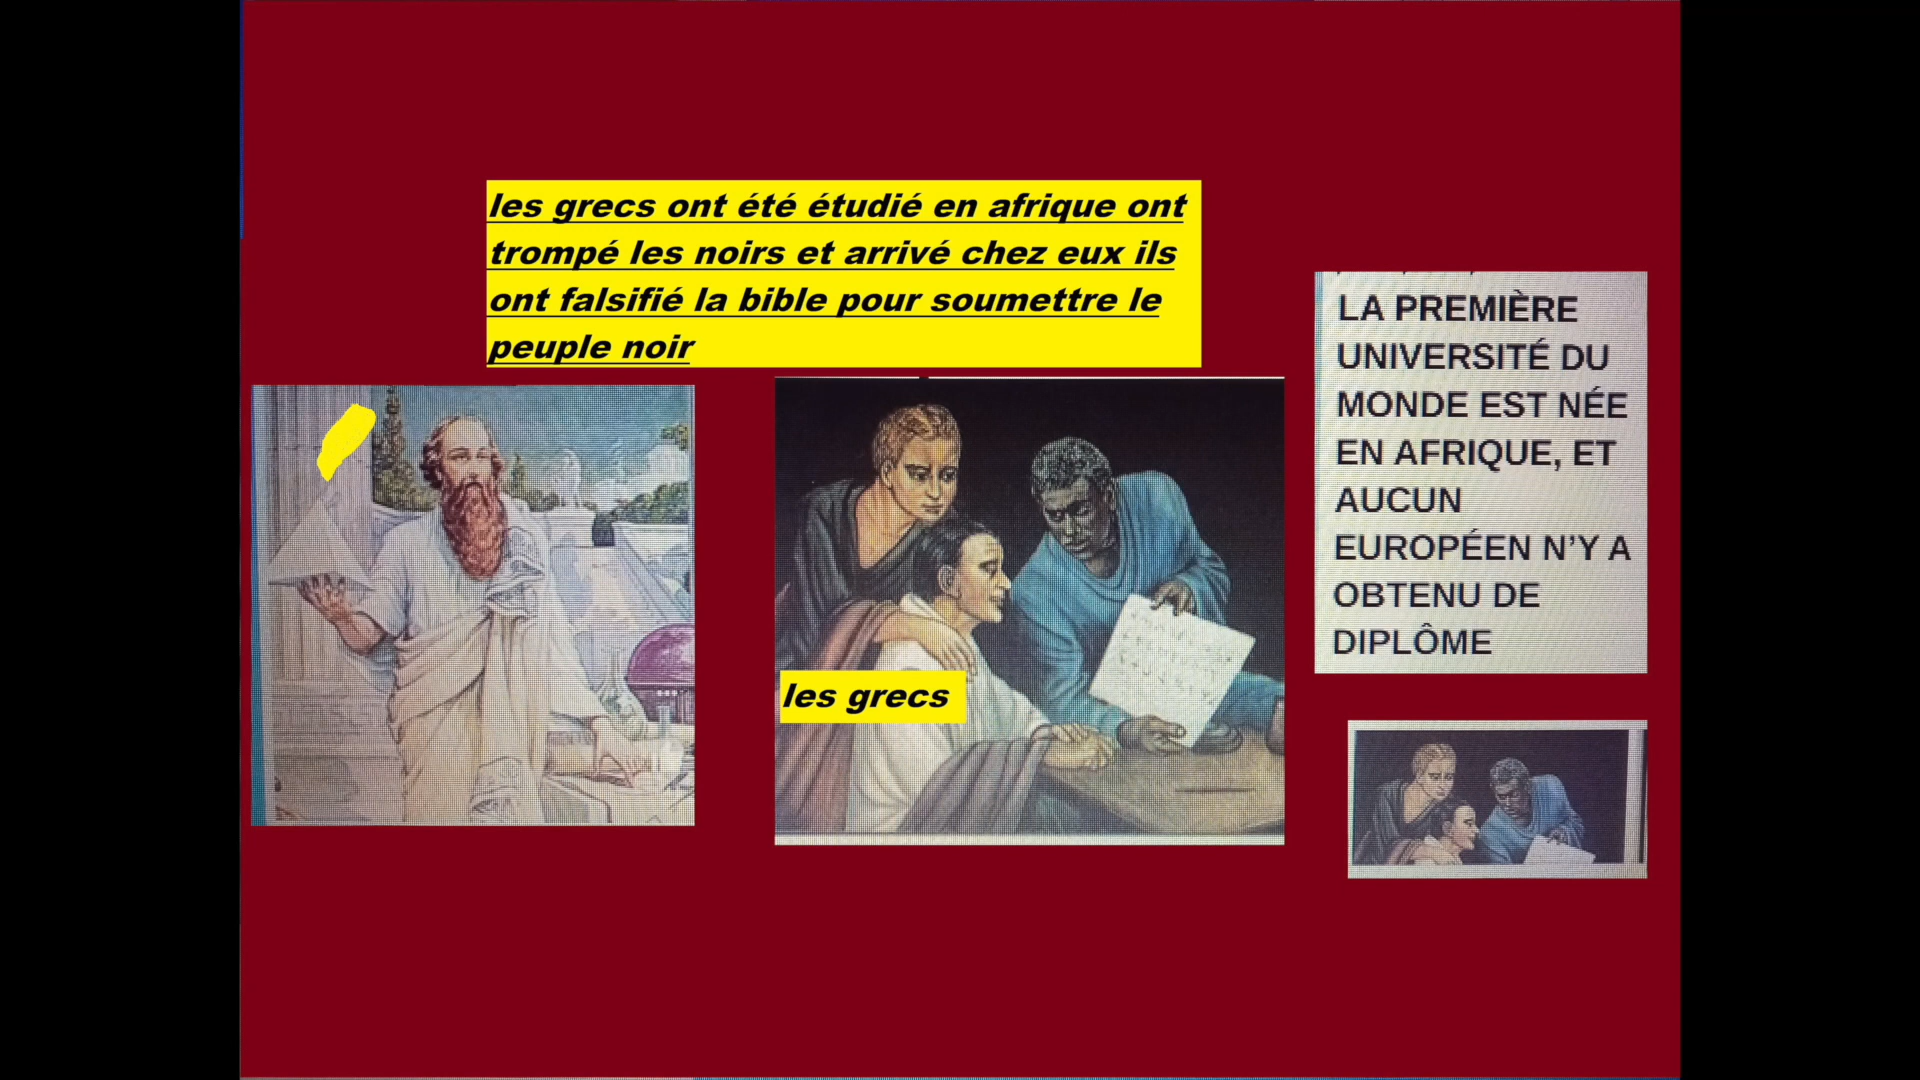 les grecs ont été étudié en afrique ont
trompé les noirs et arrivé chez eux ils
ont falsifié la bible pour soumettre le
peuple noir
les grecs
LA PREMIÈRE
UNIVERSITÉ DU
MONDE EST NÉE
EN AFRIQUE, ET
AUCUN
EUROPÉEN N’Y A
OBTENU DE
DIPLÔME